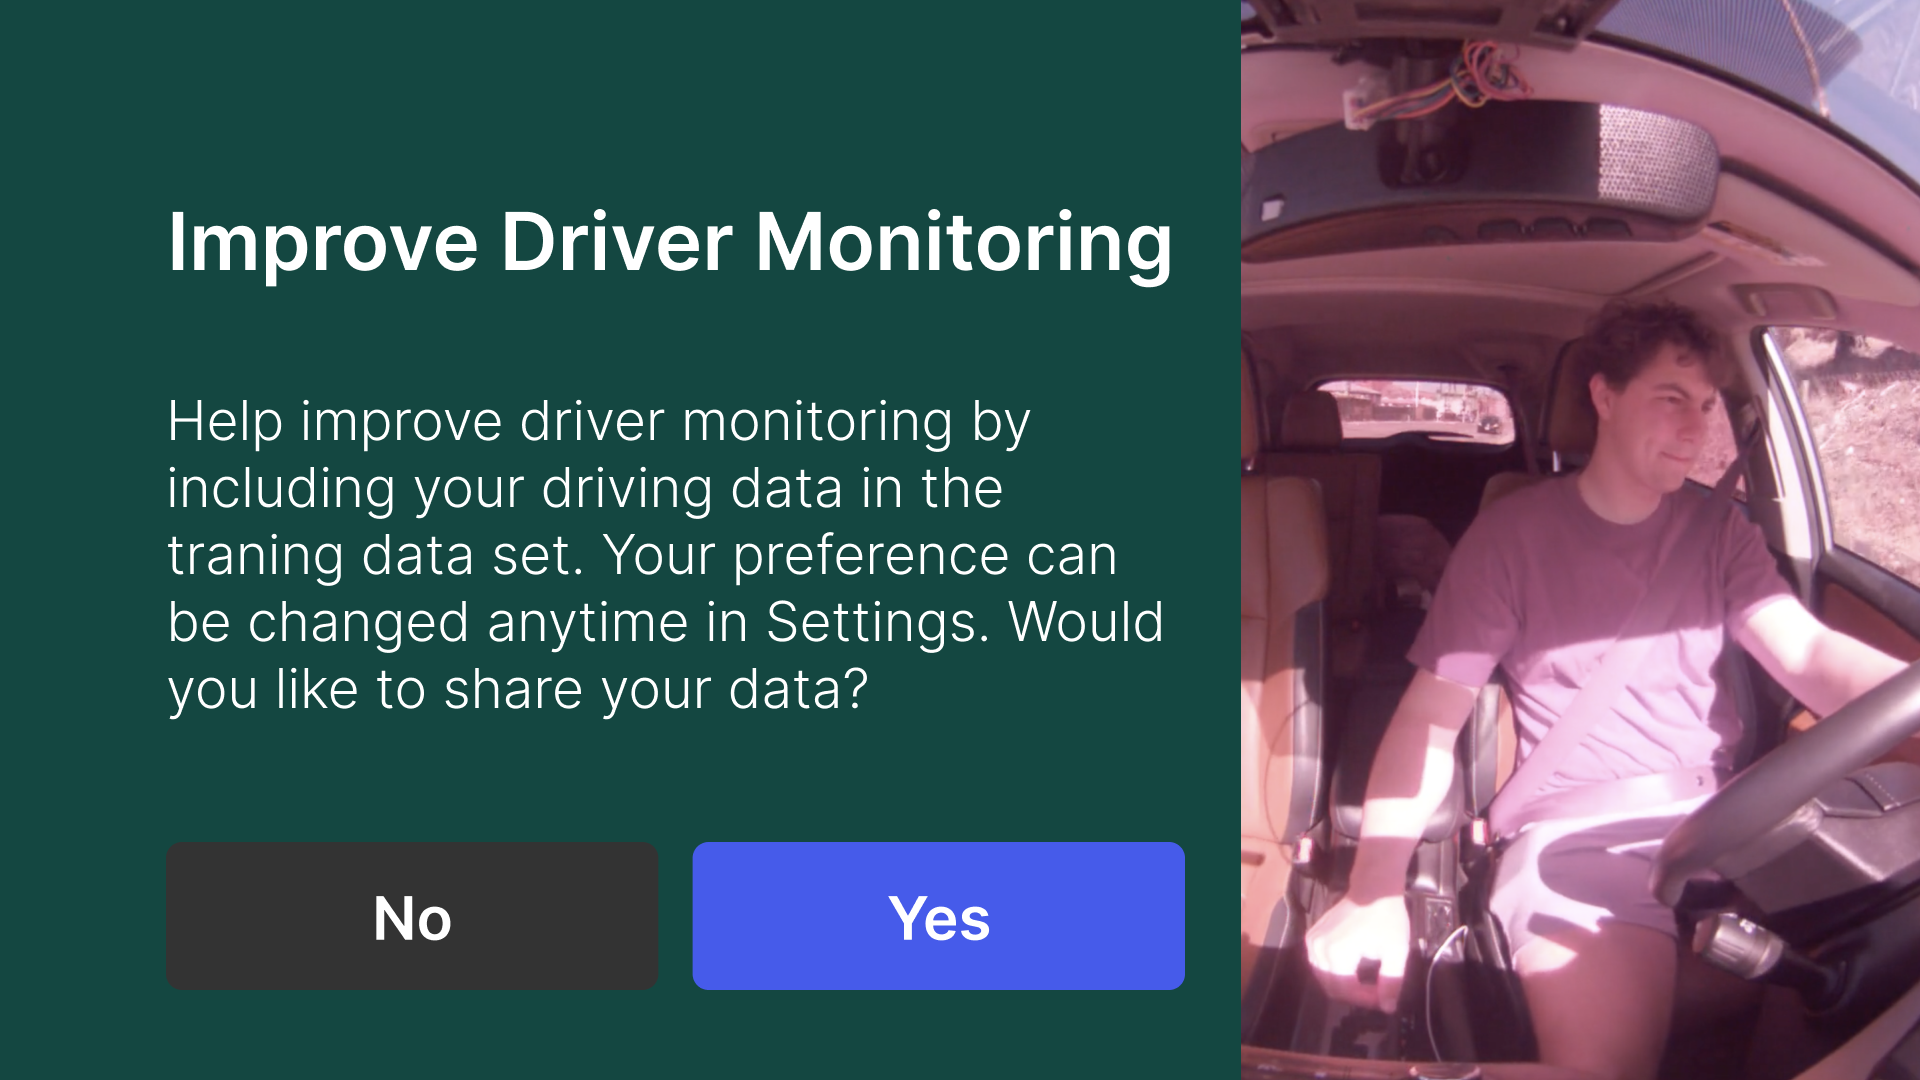 Improve Driver Monitoring
Help improve driver monitoring by
including your driving data in the
traning data set. Your preference can
be changed anytime in Settings. Would
you like to share your data?
No
Yes